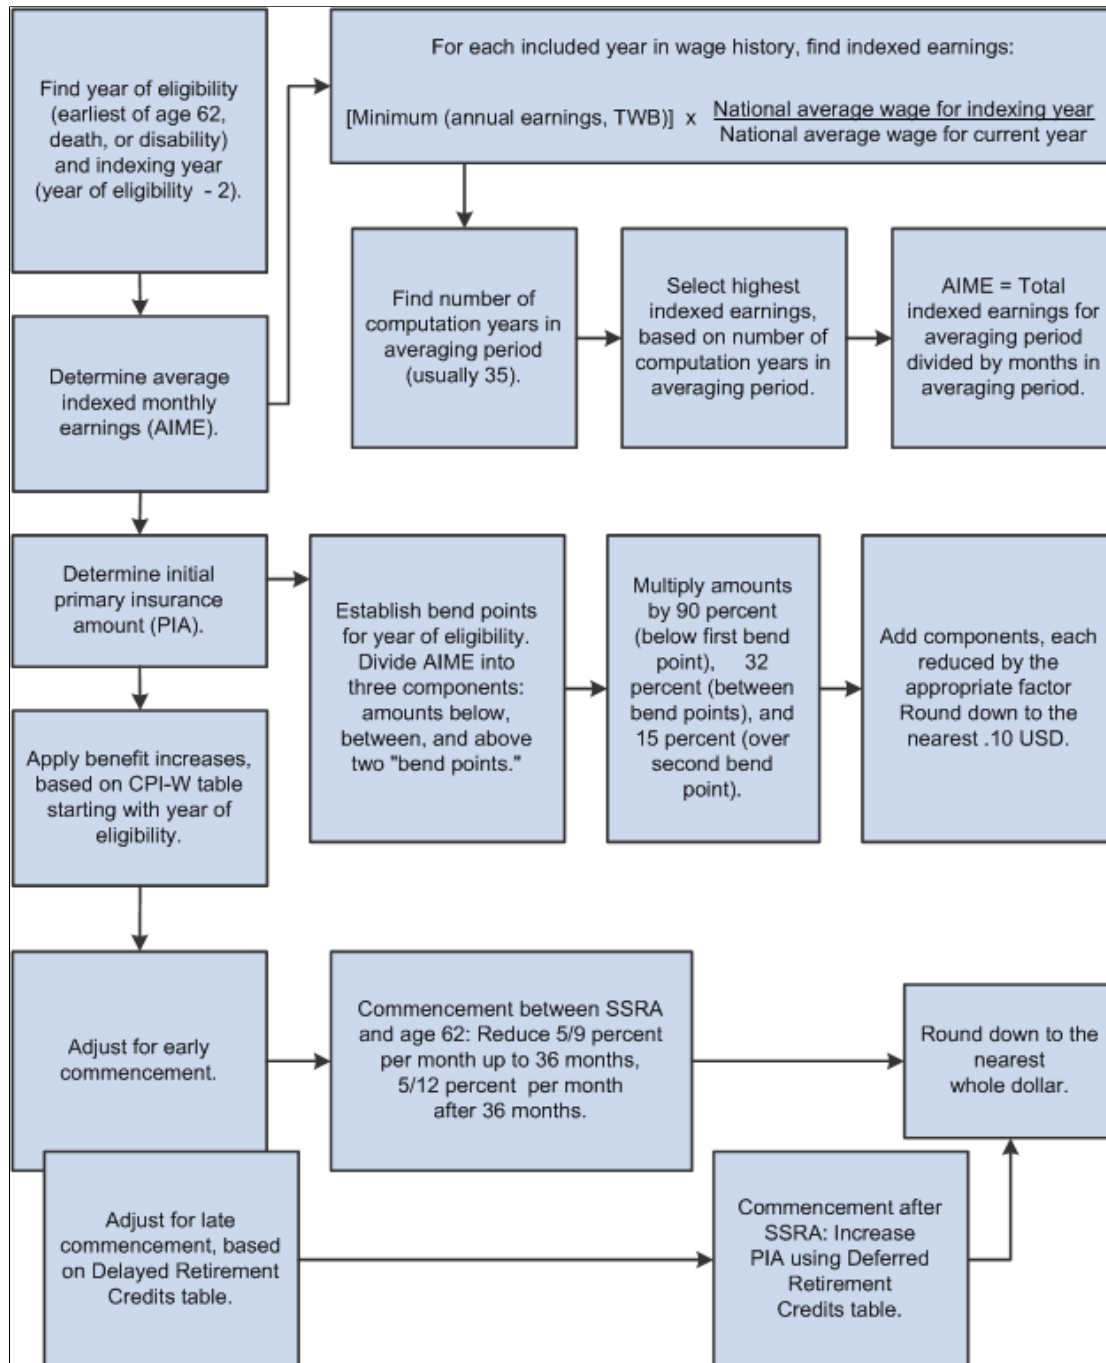 Find year of eligibility
(earliest of age 62,
death, or disability)
and indexing year
(year of eligibility - 2).
For each included year in wage history, find indexed earnings:
[Minimum (annual earnings, TWB)] x National average wage for indexing year
National average wage for current year
Determine average
indexed monthly
earnings (AIME).
Find number of
computation years in
averaging period
(usually 35).
Select highest
indexed earnings,
based on number of
computation years in
averaging period.
AIME = Total
indexed earnings for
averaging period
divided by months in
averaging period.
Determine initial
primary insurance
amount (PIA).
Establish bend points
for year of eligibility.
Divide AIME into
three components:
amounts below,
between, and above
two "bend points."
Multiply amounts
by 90 percent
(below first bend
point), 32
percent (between
bend points), and
15 percent (over
second bend
point).
Add components, each
reduced by the
appropriate factor
Round down to the
nearest .10 USD.
Apply benefit increases,
based on CPI-W table
starting with year of
eligibility.
Adjust for early
commencement.
Commencement between SSRA
and age 62: Reduce 5/9 percent
per month up to 36 months,
5/12 percent per month
after 36 months.
Round down to the
nearest
whole dollar.
Adjust for late
commencement, based
on Delayed Retirement
Credits table.
Commencement after
SSRA: Increase
PIA using Deferred
Retirement
Credits table.